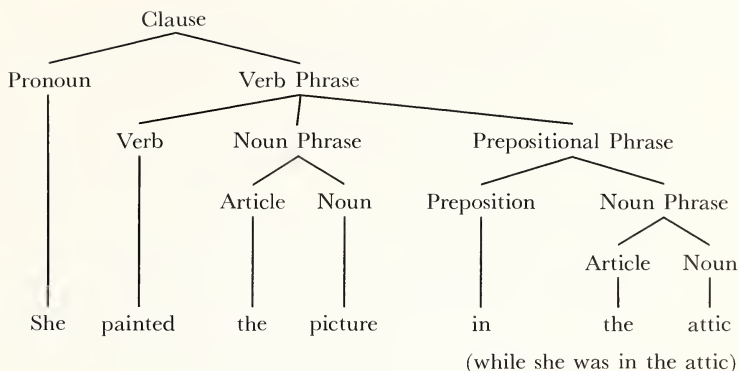 Clause
Pronoun Verb Phrase
Verb Noun Phrase Prepositional Phrase
Article Noun Preposition Noun Phrase
Article Noun
She painted the picture in the attic
(while she was in the attic)